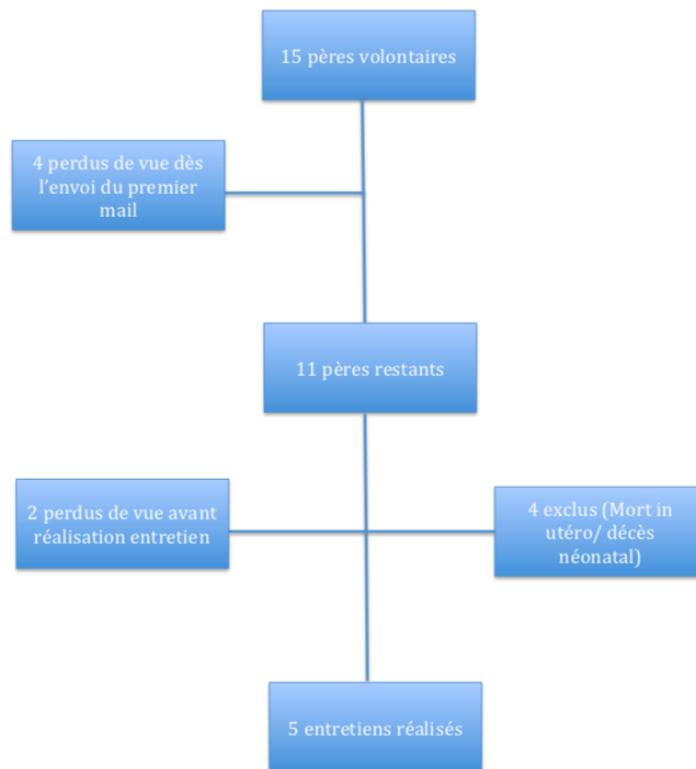 15 pères volontaires
4 perdus de vue dès
l'envoi du premier
mail
11 pères restants
2 perdus de vue avant
réalisation entretien
4 exclus (Mort in
utéro/ décès
néonatal)
5 entretiens réalisés